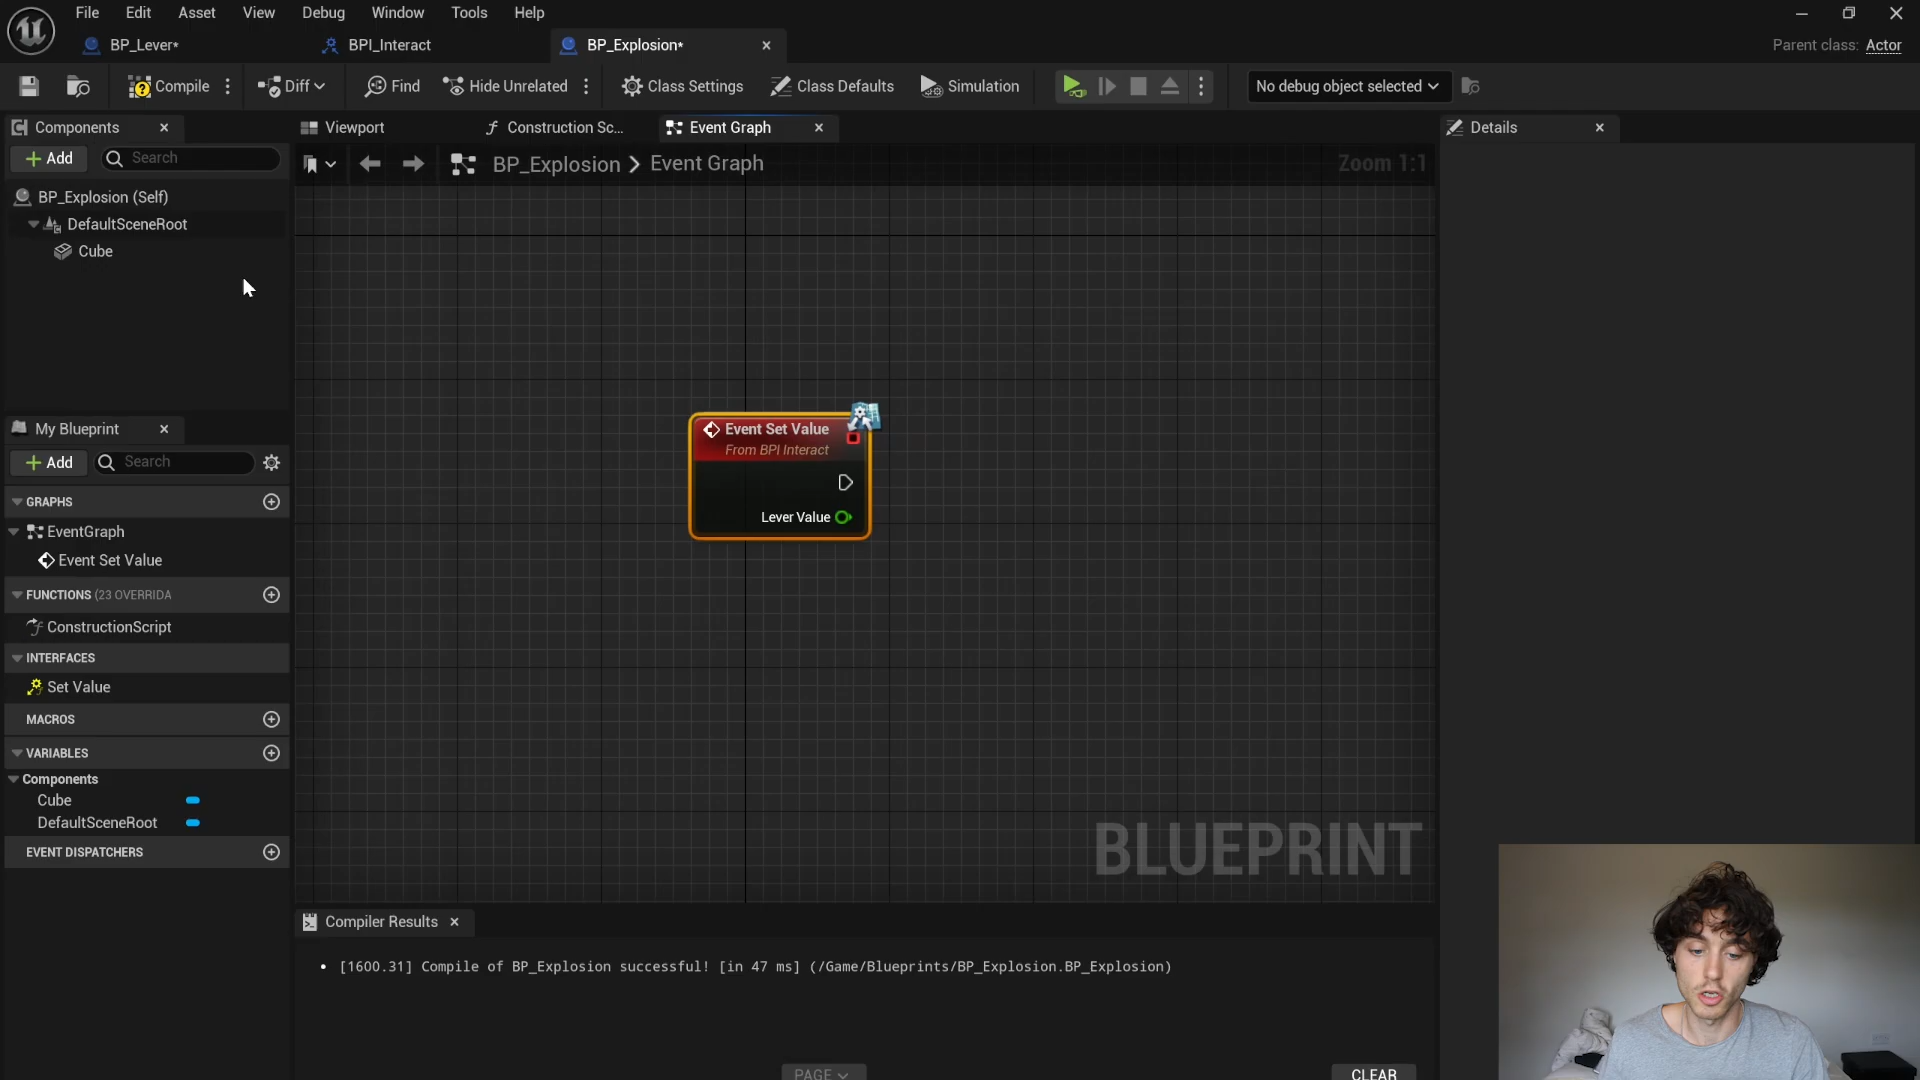 File Edit Asset View Debug Window Tools Help
BP_Lever* BPI_Interact BP_Explosion*
Parent class: Actor
Compile Diff Find Hide Unrelated Class Settings Class Defaults Simulation No debug object selected
Components
Viewport Construction Sc... Event Graph Details
Add Search
BP_Explosion > Event Graph Zoom 1:1
BP_Explosion (Self)
DefaultSceneRoot
Cube
Event Set Value
From BPI Interact
Lever Value
My Blueprint
Add Search
GRAPHS
EventGraph
Event Set Value
FUNCTIONS (23 OVERRIDA
ConstructionScript
INTERFACES
Set Value
MACROS
VARIABLES
Components
Cube
DefaultSceneRoot
EVENT DISPATCHERS
BLUEPRINT
Compiler Results
• [1600.31] Compile of BP_Explosion successful! [in 47 ms] (/Game/Blueprints/BP_Explosion.BP_Explosion)
PAGE CLEAR